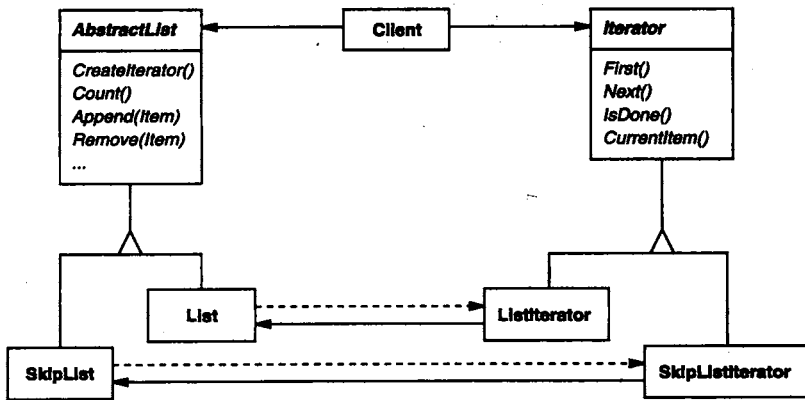 AbstractList
Client
Iterator
CreateIterator()
Count()
Append(Item)
Remove(Item)
...
First()
Next()
IsDone()
CurrentItem()
List
ListIterator
SkipList
SkipListIterator